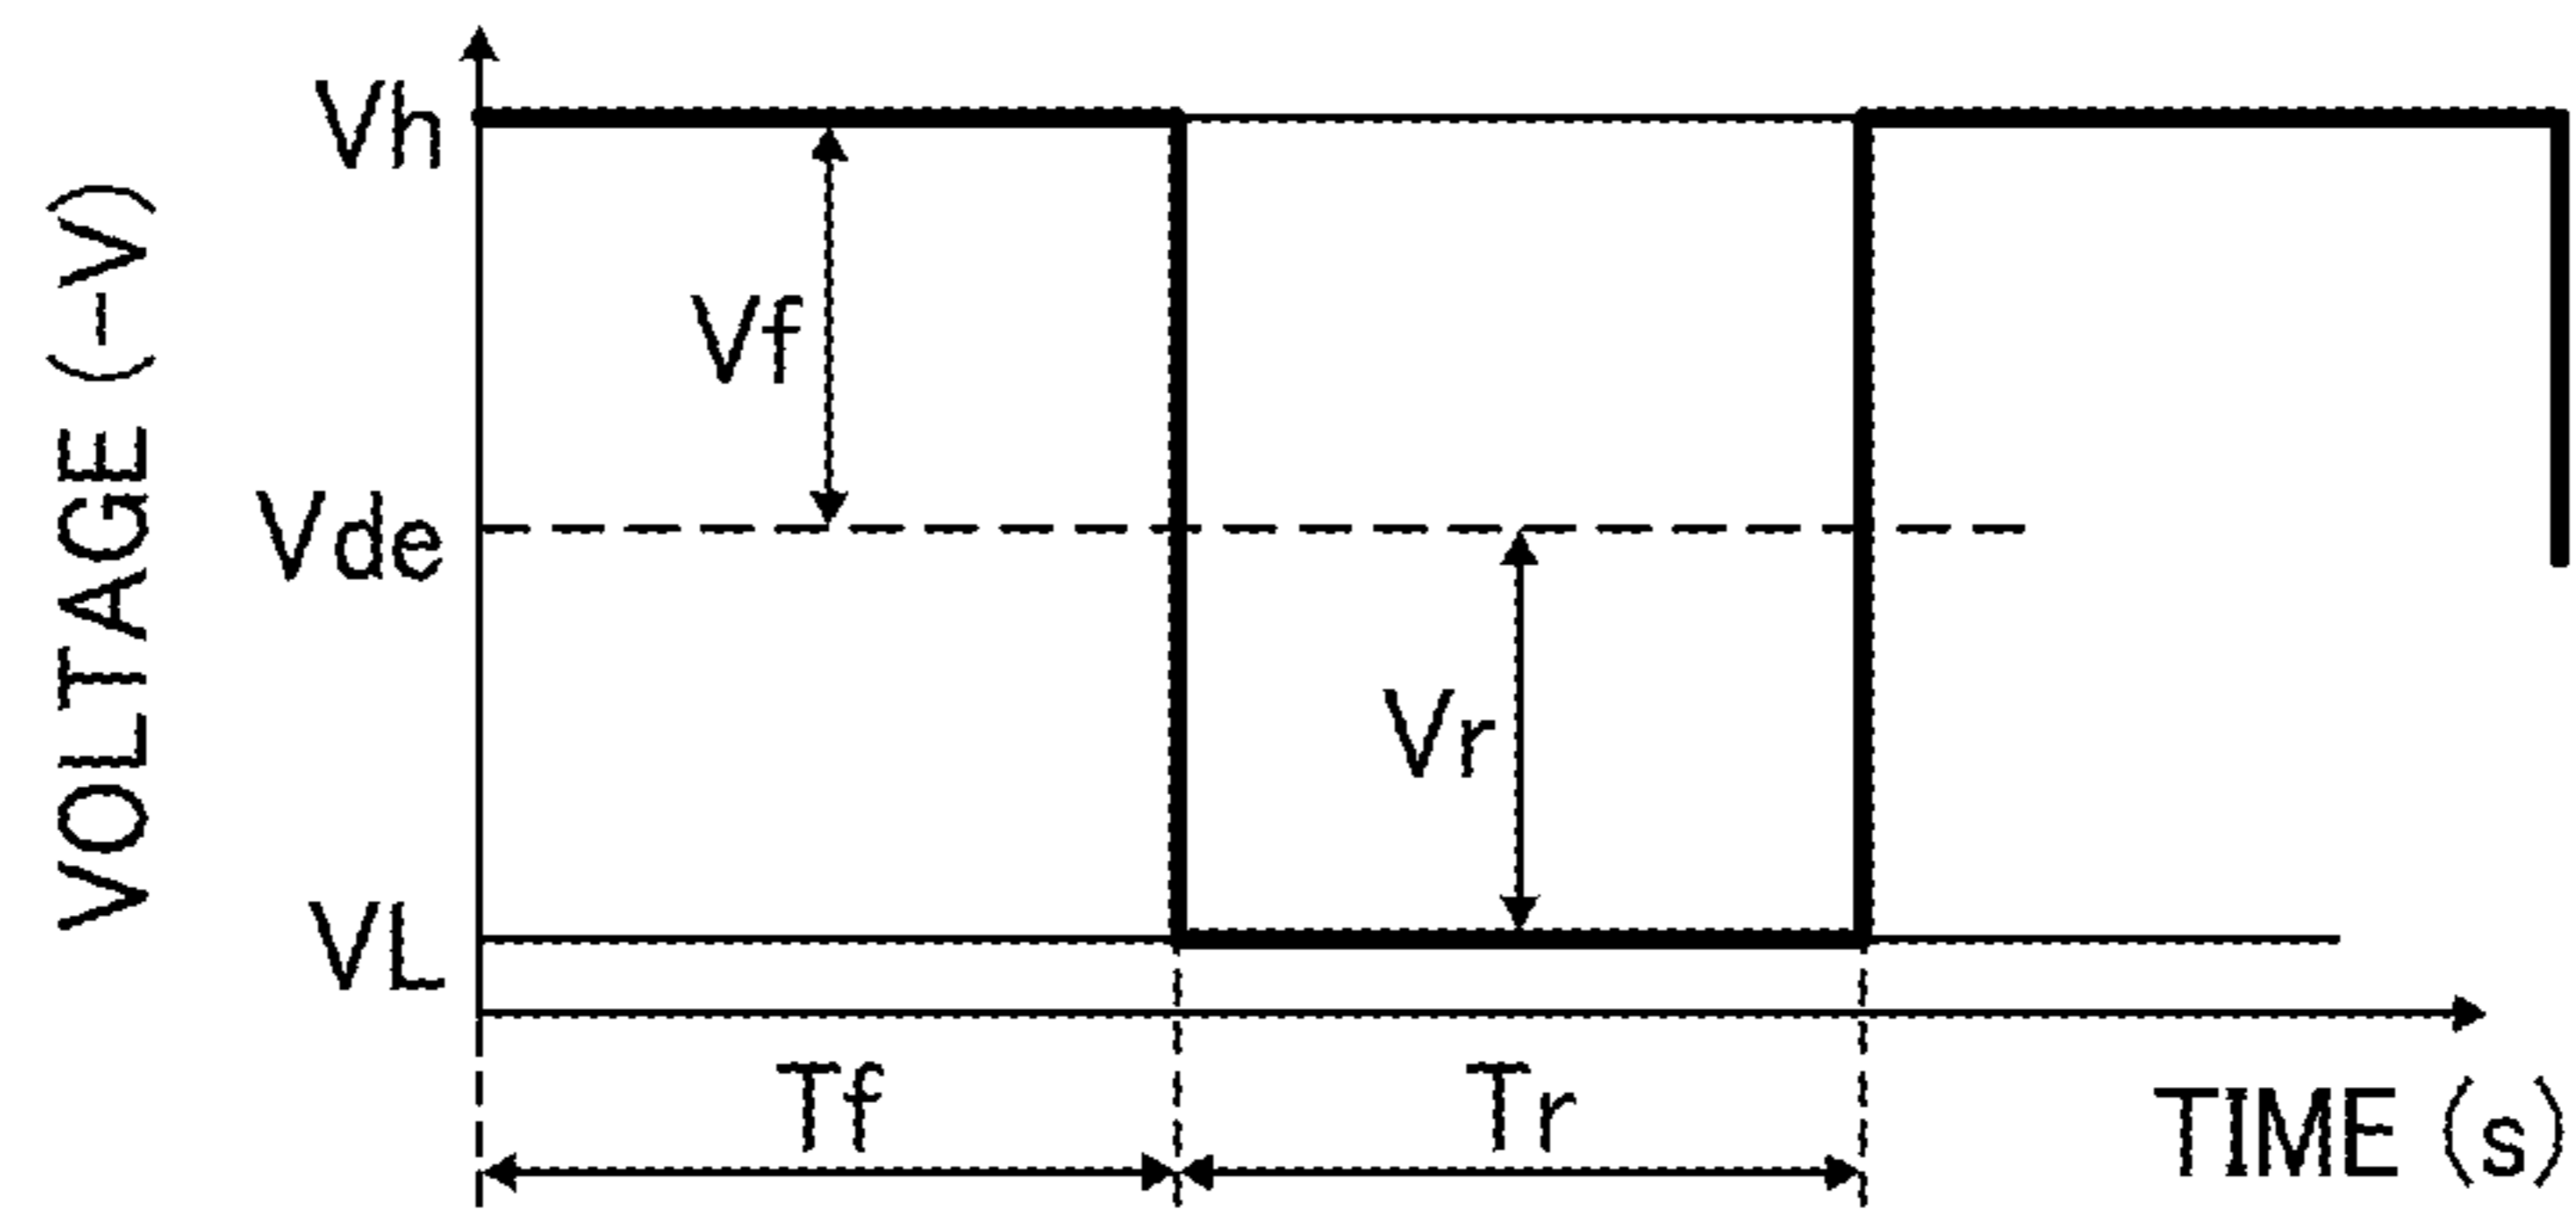 Vh
VOLTAGE (-V)
Vf
Vde
Vr
VL
Tf
Tr
TIME (s)